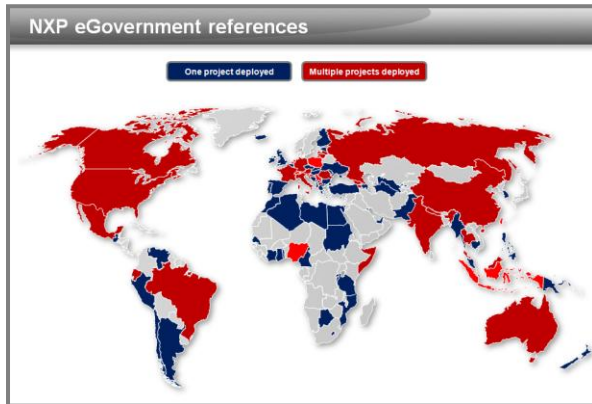 NXP eGovernment references
One project deployed
Multiple projects deployed